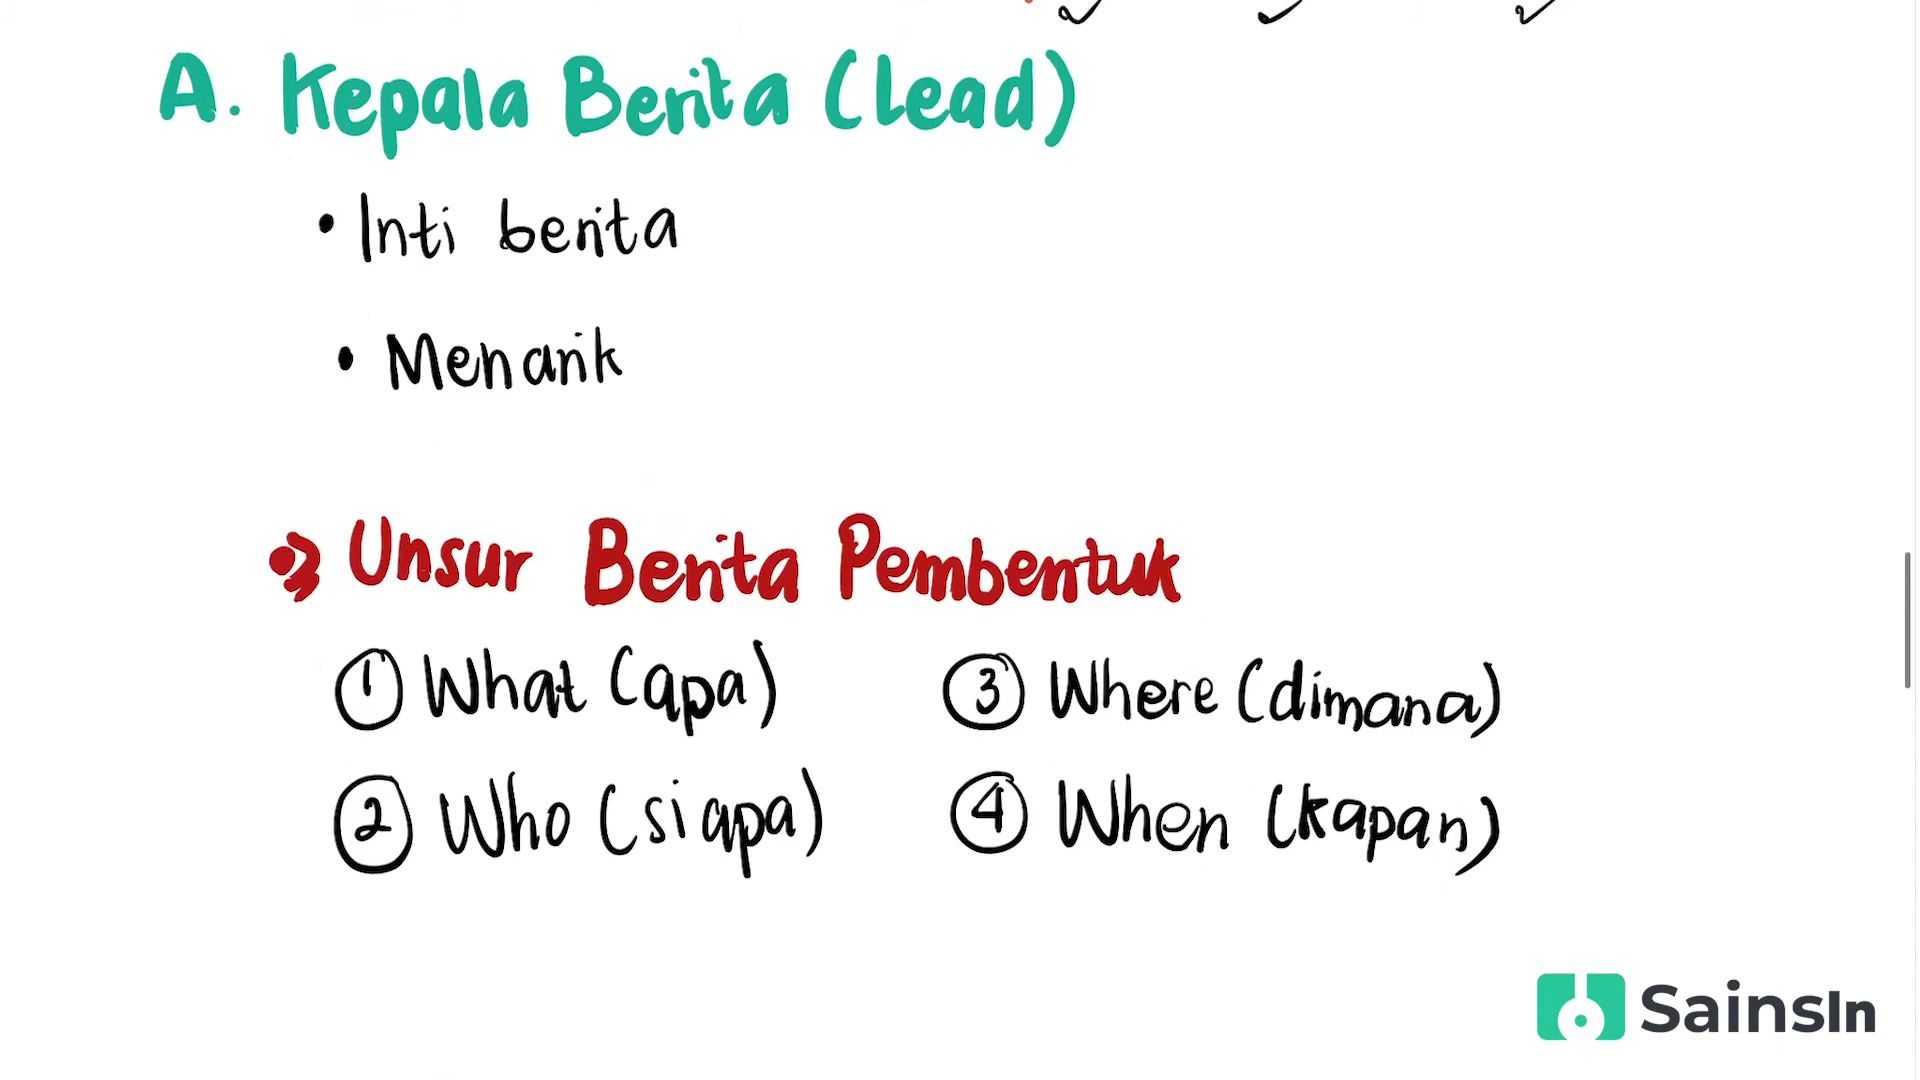 A. Kepala Berita (Lead)
• Inti berita
• Menarik
Unsur Berita Pembentuk
① What (apa)
③ Where (dimana)
② Who (siapa)
④ When (kapan)
SainsIn